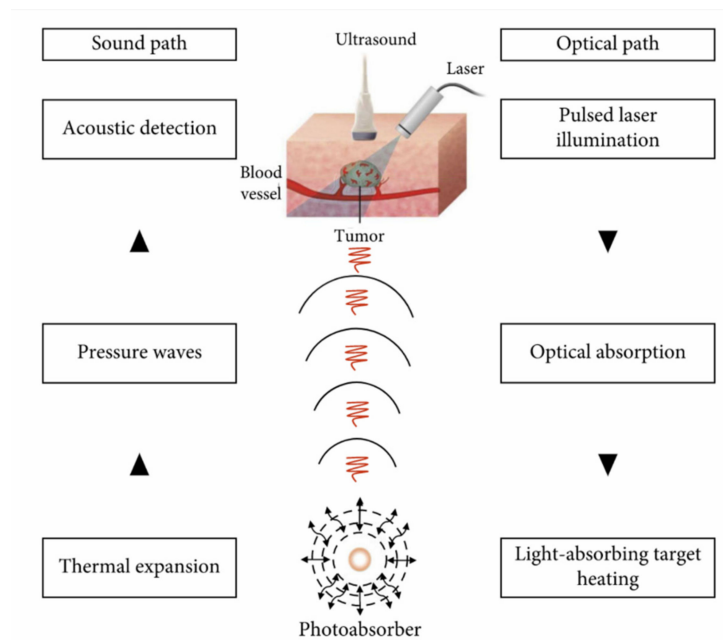 Sound path
Ultrasound
Optical path
Laser
Acoustic detection
Pulsed laser
illumination
Blood
vessel
Tumor
Pressure waves
Optical absorption
Thermal expansion
Light-absorbing target
heating
Photoabsorber